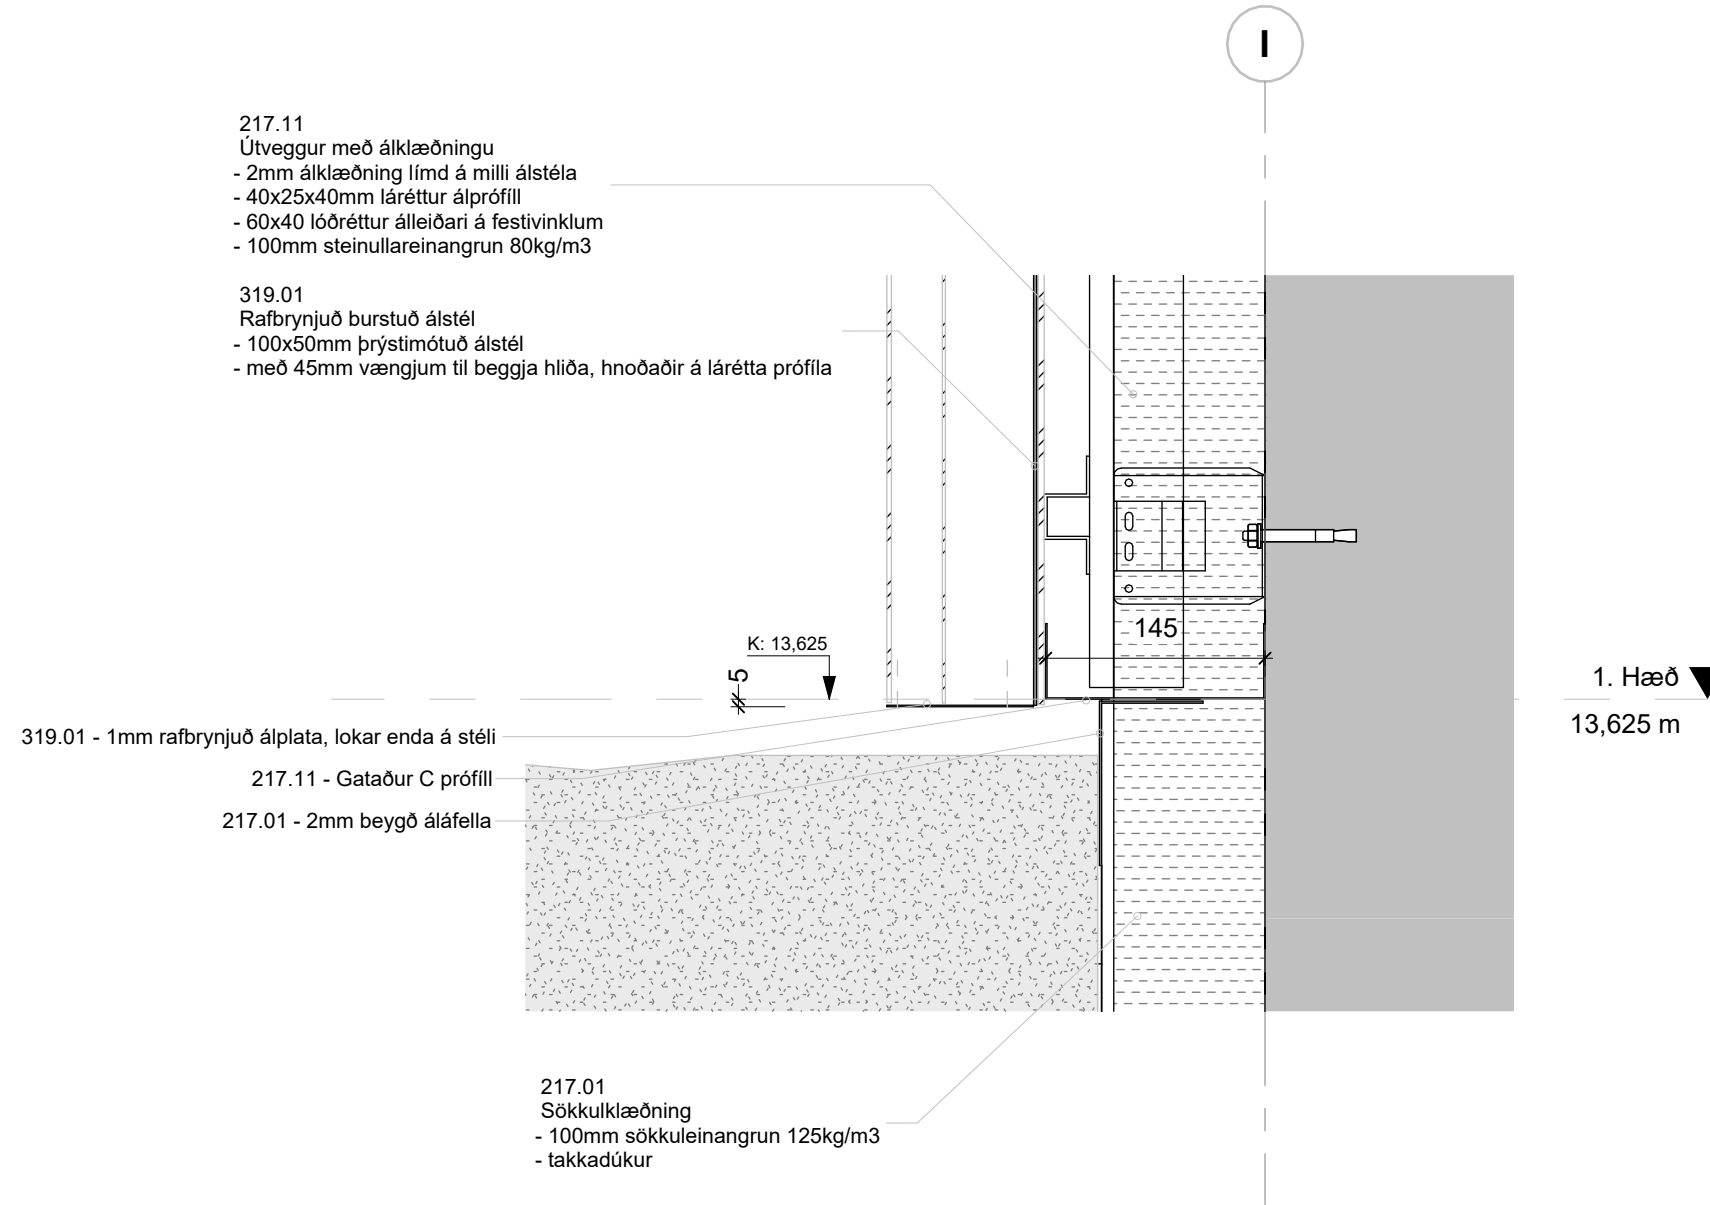 I
217.11
Útveggur með álklæðningu
- 2mm álklæðning límd á milli álstéla
- 40x25x40mm láréttur álprófíll
- 60x40 lóðréttur álleiðari á festivinklum
- 100mm steinullareinangrun 80kg/m3
319.01
Rafbrynjuð burstuð álstél
- 100x50mm þrýstimótuð álstél
- með 45mm vængjum til beggja hliða, hnoðaðir á lárétta prófíla
145
K: 13,625
5
1. Hæð
13,625 m
319.01 - 1mm rafbrynjuð álplata, lokar enda á stéli
217.11 - Gataður C prófíll
217.01 - 2mm beygð áláfella
217.01
Sökkulklæðning
- 100mm sökkuleinangrun 125kg/m3
- takkadúkur